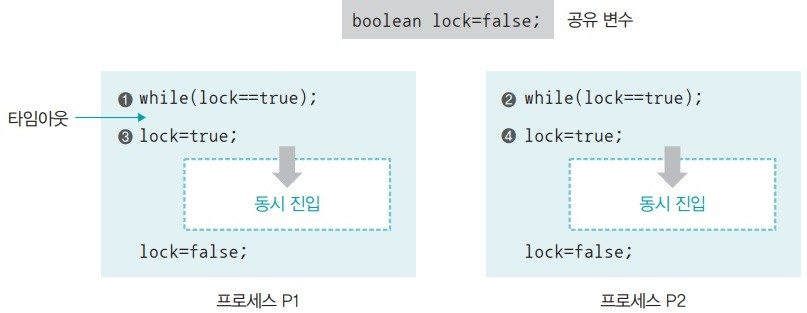 boolean lock=false; 공유 변수
타임아웃
❶ while(lock==true);
❸ lock=true;
동시 진입
lock=false;
프로세스 P1
❷ while(lock==true);
❹ lock=true;
동시 진입
lock=false;
프로세스 P2